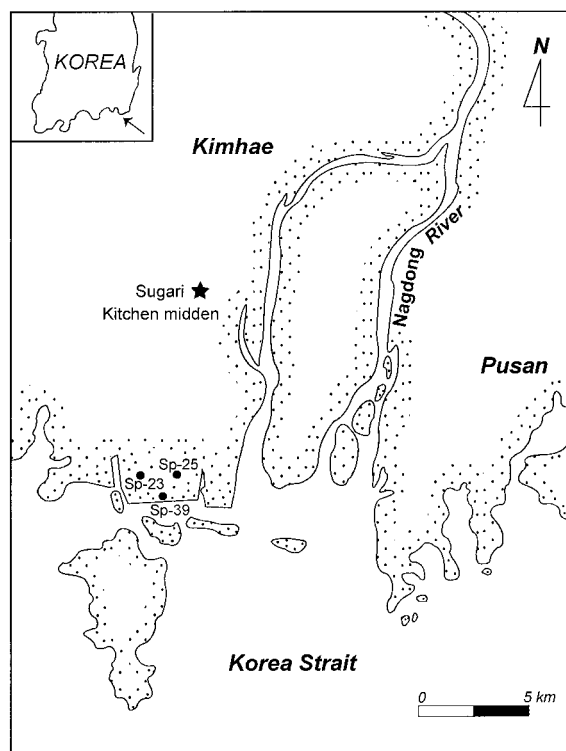 KOREA
N
Kimhae
Nagdong River
Sugari
Kitchen midden
Pusan
Sp-25
Sp-23
Sp-39
Korea Strait
0 5 km